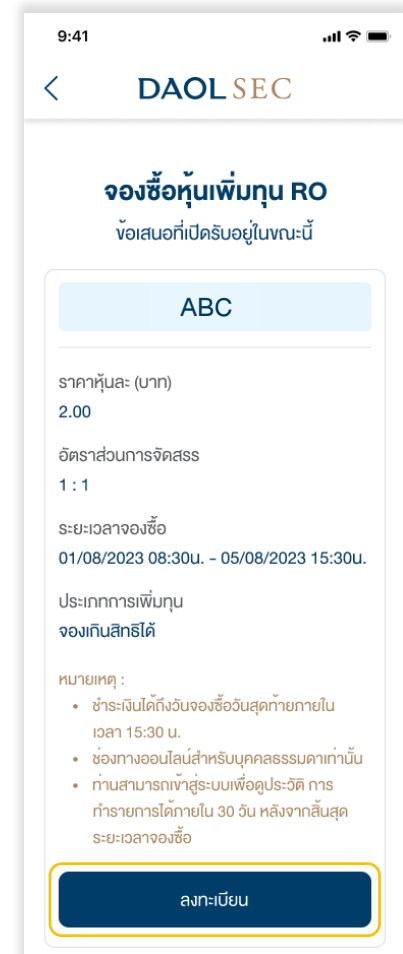 9:41
DAOL SEC
จองซื้อหุ้นเพิ่มทุน RO
ข้อเสนอที่เปิดรับอยู่ในขณะนี้
ABC
ราคาหุ้นละ (บาท)
2.00
อัตราส่วนการจัดสรร
1 : 1
ระยะเวลาจองซื้อ
01/08/2023 08:30น. - 05/08/2023 15:30น.
ประเภทการเพิ่มทุน
จองเกินสิทธิได้
หมายเหตุ :
• ชำระเงินได้ถึงวันจองซื้อวันสุดท้ายภายใน
เวลา 15:30 น.
• ช่องทางออนไลน์สำหรับบุคคลธรรมดาเท่านั้น
• ท่านสามารถเข้าสู่ระบบเพื่อดูประวัติ การ
ทำรายการได้ภายใน 30 วัน หลังจากสิ้นสุด
ระยะเวลาจองซื้อ
ลงทะเบียน